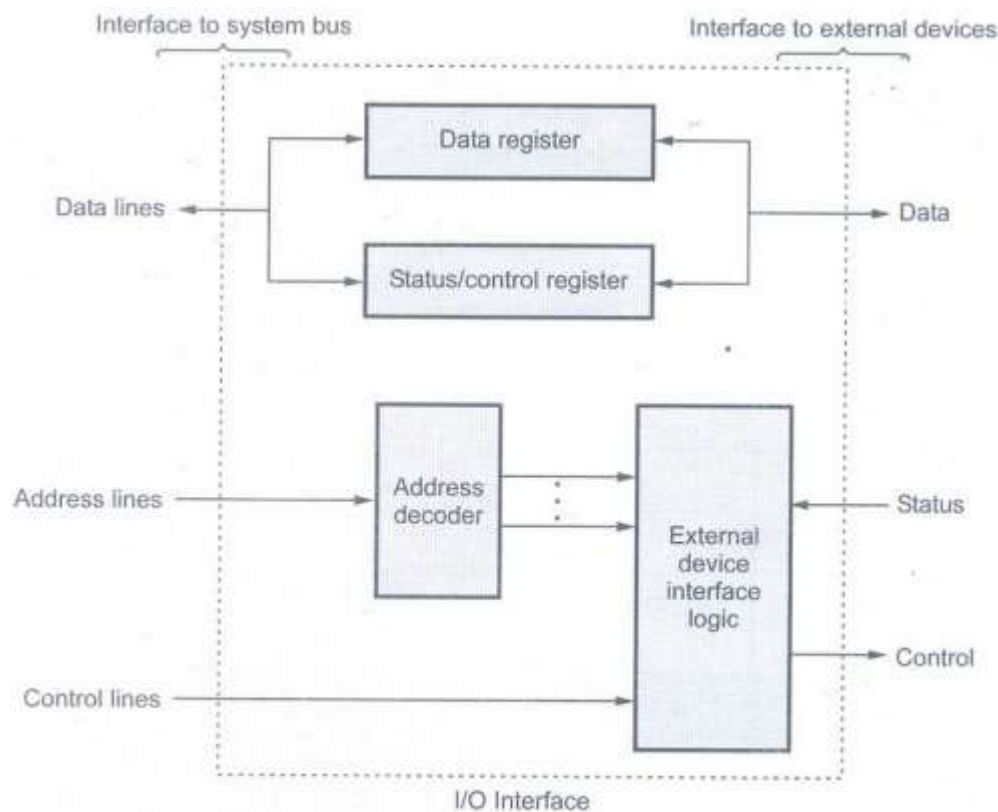 Interface to system bus
Interface to external devices
Data register
Data lines
Data
Status/control register
Address lines
Address
decoder
External
device
interface
logic
Status
Control
Control lines
I/O Interface